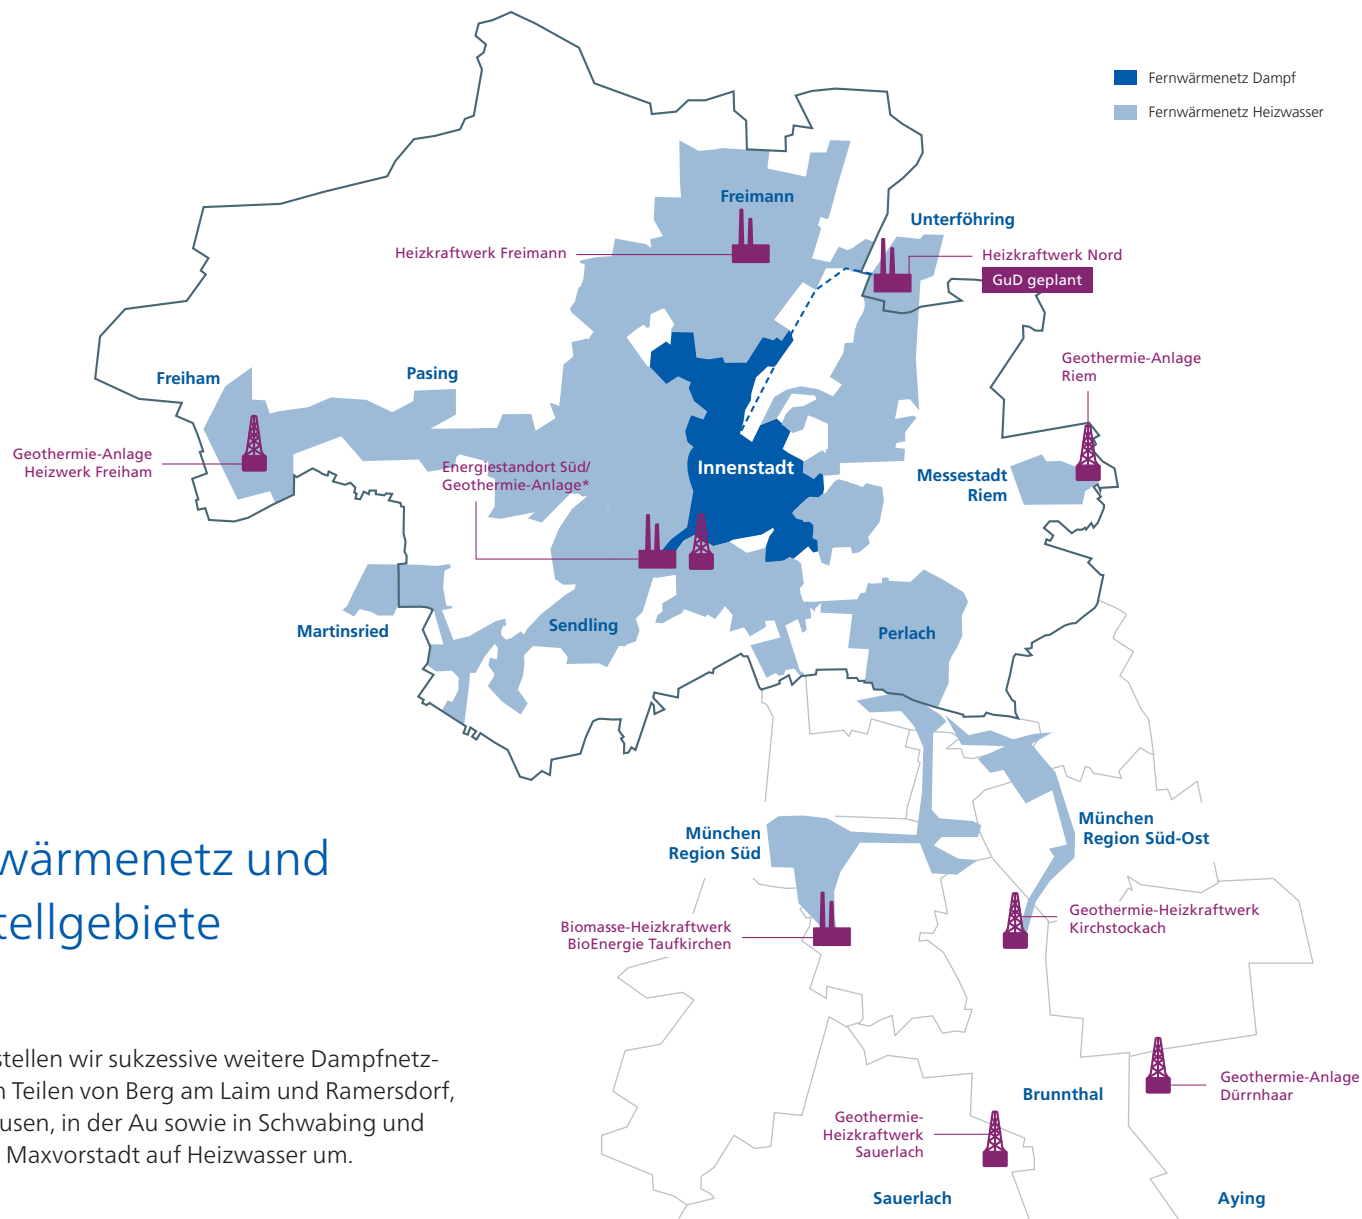 Fernwärmenetz Dampf
Fernwärmenetz Heizwasser
Freimann
Unterföhring
Heizkraftwerk Freimann
Heizkraftwerk Nord
GuD geplant
Geothermie-Anlage
Riem
Freiham
Pasing
Geothermie-Anlage
Heizwerk Freiham
Energiestandort Süd/
Geothermie-Anlage*
Innenstadt
Messestadt
Riem
Martinsried
Sendling
Perlach
München
Region Süd
München
Region Süd-Ost
wärmenetz und
tellgebiete
Biomasse-Heizkraftwerk
BioEnergie Taufkirchen
Geothermie-Heizkraftwerk
Kirchstockach
stellen wir sukzessive weitere Dampfnetz-
n Teilen von Berg am Laim und Ramersdorf,
usen, in der Au sowie in Schwabing und
Maxvorstadt auf Heizwasser um.
Brunnthal
Geothermie-Anlage
Dürrnhaar
Geothermie-
Heizkraftwerk
Sauerlach
Sauerlach
Aying